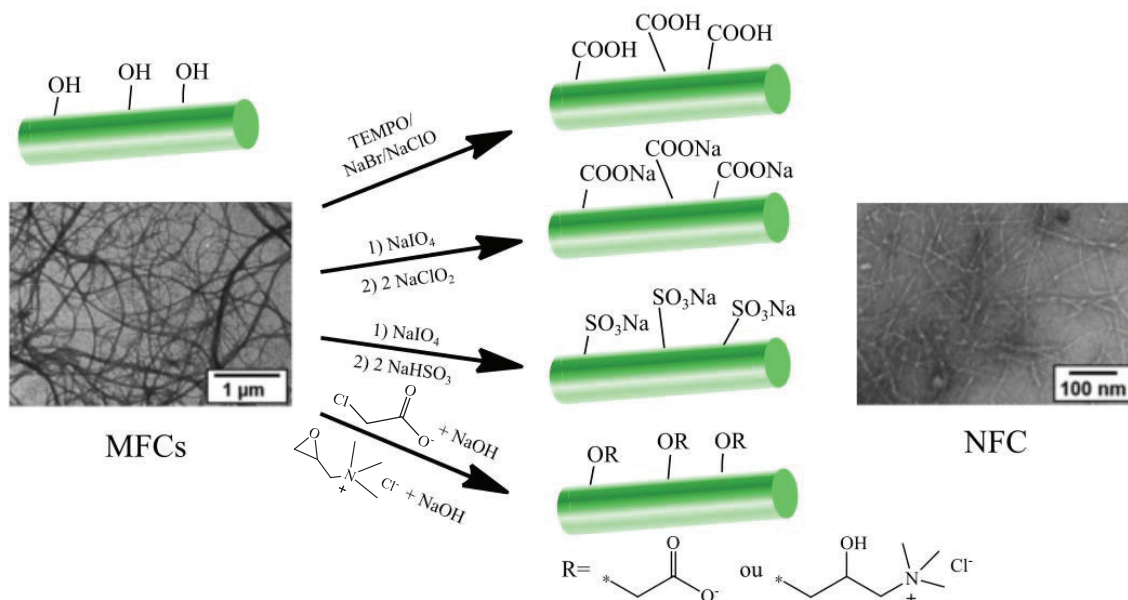 OH
OH
OH
COOH
COOH
COOH
TEMPO/
NaBr/NaClO
COONa
COONa
COONa
1) NaIO₄
2) 2 NaClO₂
SO₃Na
SO₃Na
SO₃Na
1) NaIO₄
2) 2 NaHSO₃
1 µm
100 nm
MFCs
NFC
Cl
O
O⁻
+ NaOH
O
N
+
Cl⁻
+ NaOH
OR
OR
OR
R=
*
O
O⁻
ou
*
OH
N
+
Cl⁻